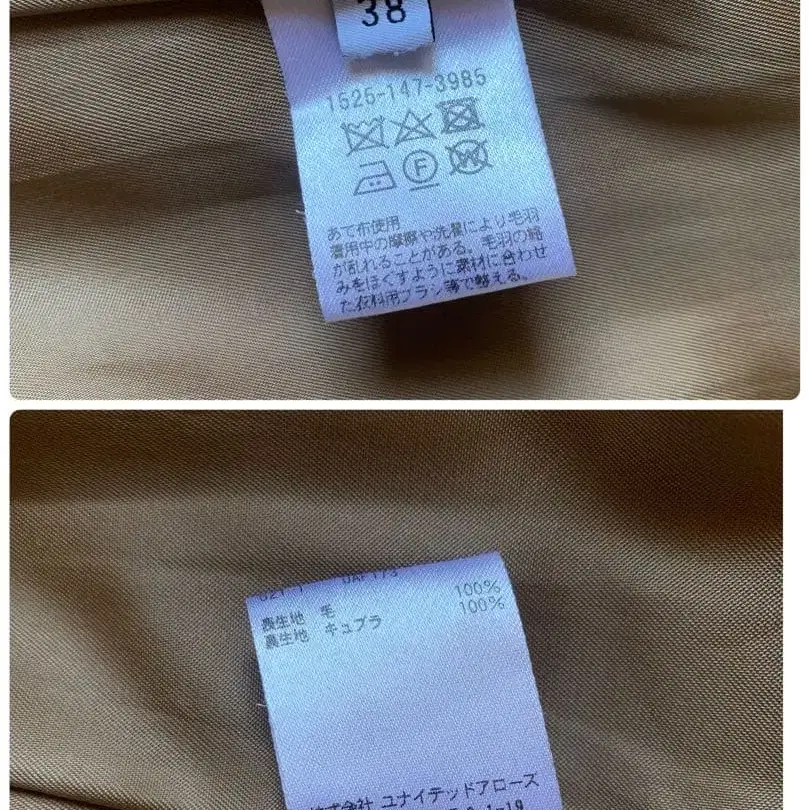 38
1525-147-3985
F
W
あて布使用
着用中の摩擦や洗濯により毛羽
が乱れることがある。毛羽の絡
みをほぐすように素材に合わせ
た衣料用ブラシ等で整える。
表生地 毛 100%
裏生地 キュプラ 100%
株式会社 ユナイテッドアローズ